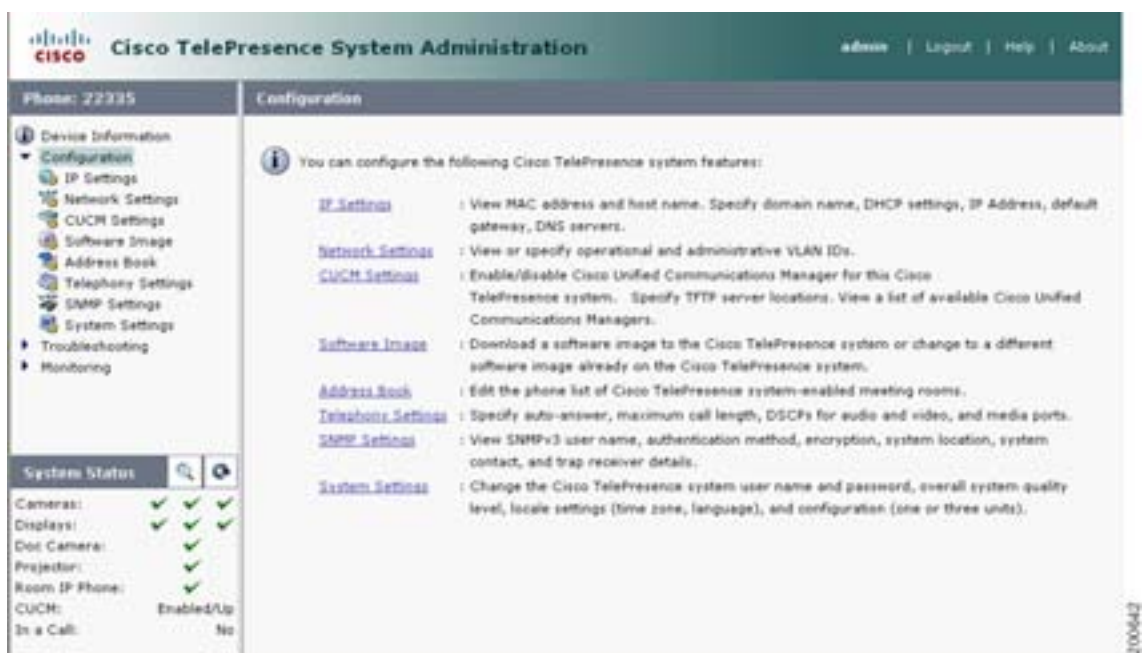 CISCO
Cisco TelePresence System Administration
admin | Logout | Help | About
Phone: 22335
Configuration
Device Information
Configuration
IP Settings
Network Settings
CUCM Settings
Software Image
Address Book
Telephony Settings
SNMP Settings
System Settings
Troubleshooting
Monitoring
You can configure the following Cisco TelePresence system features:
IP Settings : View MAC address and host name. Specify domain name, DHCP settings, IP Address, default
gateway, DNS servers.
Network Settings : View or specify operational and administrative VLAN IDs.
CUCM Settings : Enable/disable Cisco Unified Communications Manager for this Cisco
TelePresence system. Specify TFTP server locations. View a list of available Cisco Unified
Communications Managers.
Software Image : Download a software image to the Cisco TelePresence system or change to a different
software image already on the Cisco TelePresence system.
Address Book : Edit the phone list of Cisco TelePresence system-enabled meeting rooms.
Telephony Settings : Specify auto-answer, maximum call length, DSCPs for audio and video, and media ports.
SNMP Settings : View SNMPv3 user name, authentication method, encryption, system location, system
contact, and trap receiver details.
System Settings : Change the Cisco TelePresence system user name and password, overall system quality
level, locale settings (time zone, language), and configuration (one or three units).
System Status
Cameras:
Displays:
Doc Camera:
Projector:
Room IP Phone:
CUCM: Enabled/Up
In a Call: No
200642